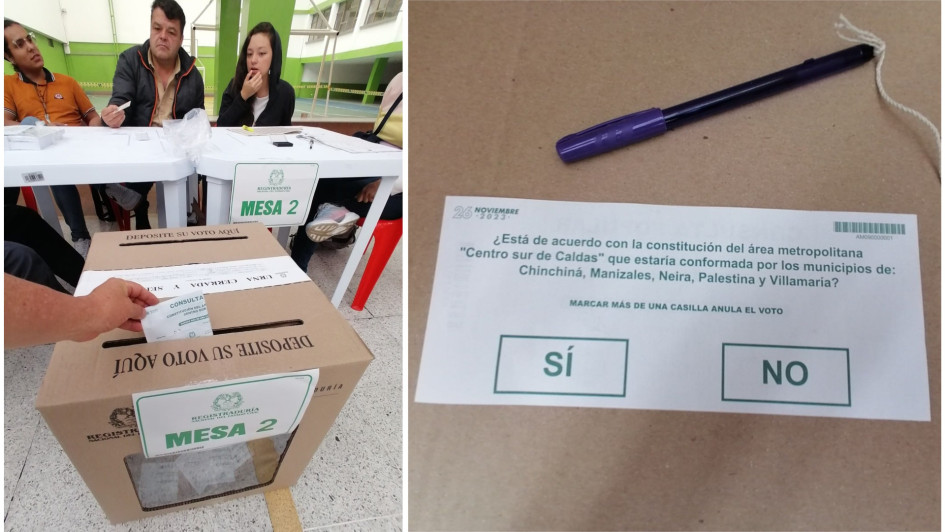 REGISTRADURÍA
MESA 2
DEPOSITE SU VOTO AQUÍ
URNA CERRADA Y
CONSULTA
DEPOSITE SU VOTO AQUÍ
REGISTRADURÍA
MESA 2
26 NOVIEMBRE
2023
¿Está de acuerdo con la constitución del área metropolitana
"Centro sur de Caldas" que estaría conformada por los municipios de:
Chinchiná, Manizales, Neira, Palestina y Villamaria?
MARCAR MÁS DE UNA CASILLA ANULA EL VOTO
SÍ
NO